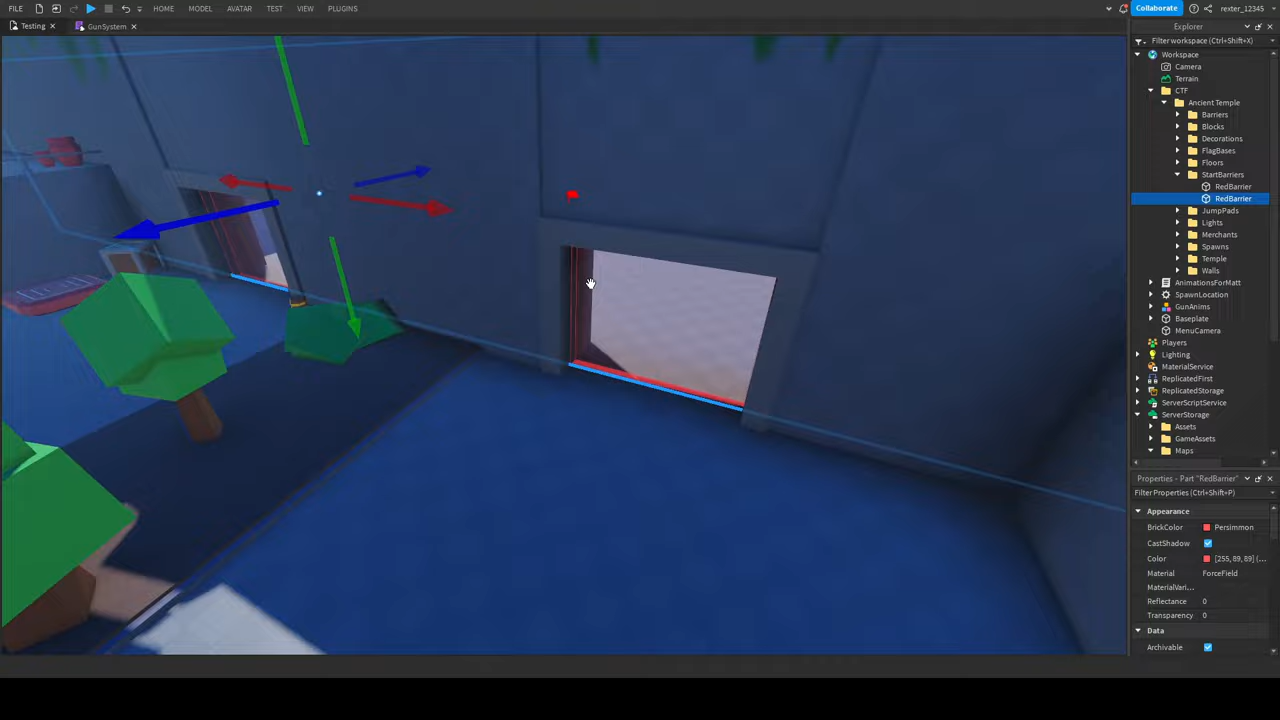 FILE HOME MODEL AVATAR TEST VIEW PLUGINS Collaborate rexter_12345
Testing GunSystem
Explorer
Filter workspace (Ctrl+Shift+X)
Workspace
Camera
Terrain
CTF
Ancient Temple
Barriers
Blocks
Decorations
FlagBases
Floors
StartBarriers
RedBarrier
RedBarrier
JumpPads
Lights
Merchants
Spawns
Temple
Walls
AnimationsForMatt
SpawnLocation
GunAnims
Baseplate
MenuCamera
Players
Lighting
MaterialService
ReplicatedFirst
ReplicatedStorage
ServerScriptService
ServerStorage
Assets
GameAssets
Maps
Properties - Part "RedBarrier"
Filter Properties (Ctrl+Shift+P)
Appearance
BrickColor Persimmon
CastShadow
Color [255, 89, 89] (...
Material ForceField
MaterialVari...
Reflectance 0
Transparency 0
Data
Archivable